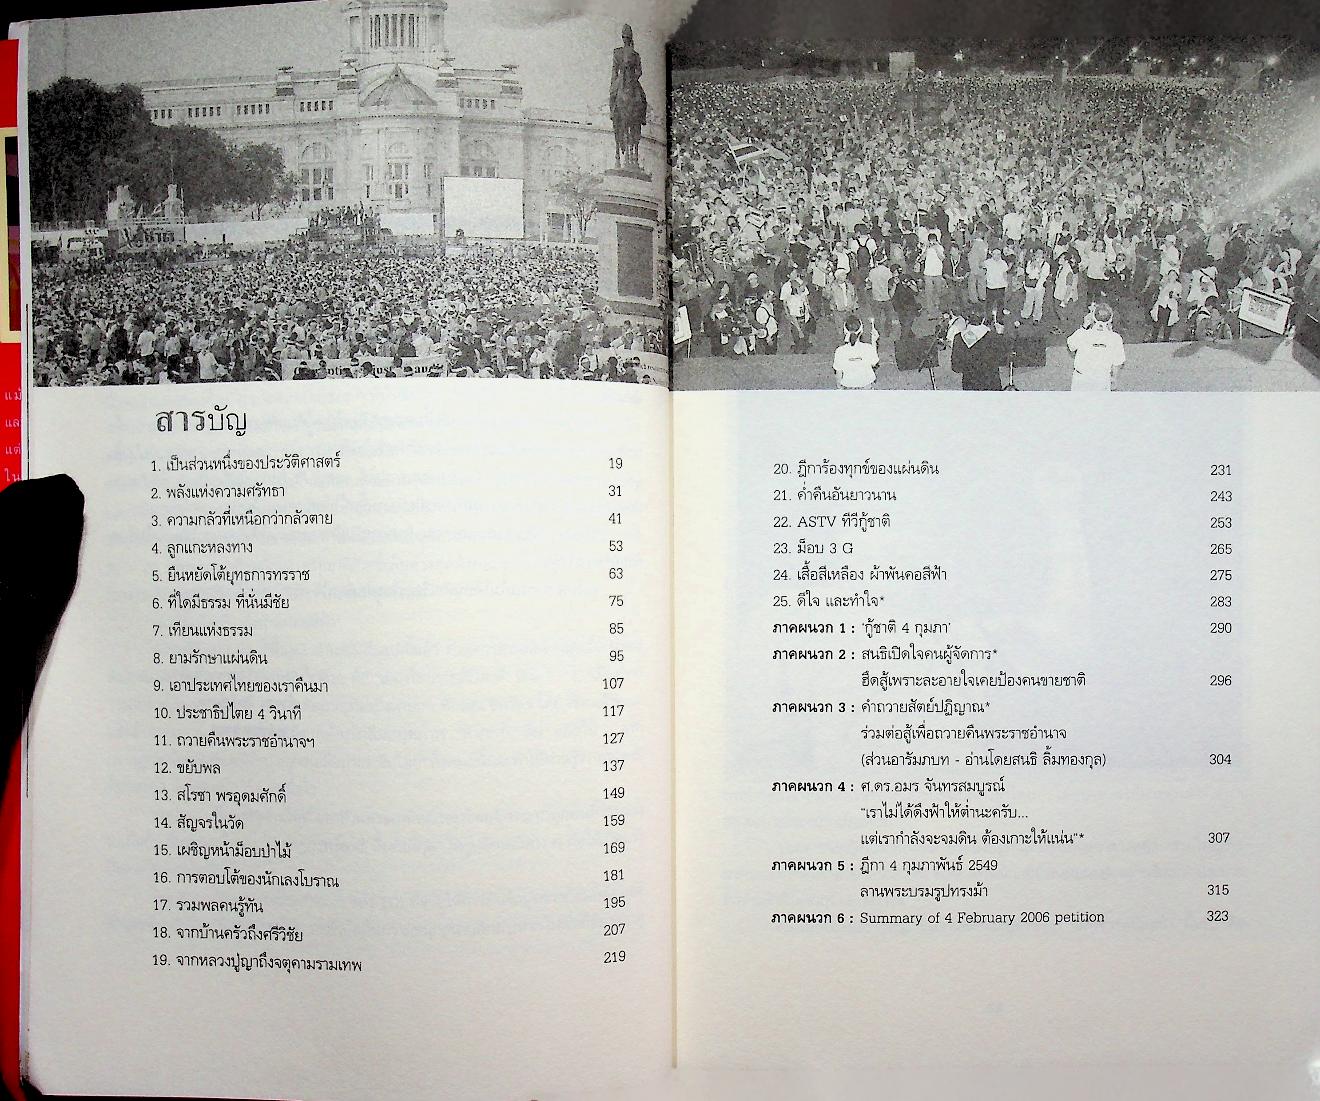 สารบัญ
1. เป็นส่วนหนึ่งของประวัติศาสตร์ 19
2. พลังแห่งความศรัทธา 31
3. ความกลัวที่เหนือกว่ากลัวตาย 41
4. ลูกแกะหลงทาง 53
5. ยืนหยัดโต้ยุทธการทรราช 63
6. ที่ใดมีธรรม ที่นั่นมีชัย 75
7. เทียนแห่งธรรม 85
8. ยามรักษาแผ่นดิน 95
9. เอาประเทศไทยของเราคืนมา 107
10. ประชาธิปไตย 4 วินาที 117
11. ถวายคืนพระราชอำนาจฯ 127
12. ขยับพล 137
13. สโรชา พรอุดมศักดิ์ 149
14. สัญจรในวัด 159
15. เผชิญหน้าม็อบป่าไม้ 169
16. การตอบโต้ของนักเลงโบราณ 181
17. รวมพลคนรู้ทัน 195
18. จากบ้านครัวถึงศรีวิชัย 207
19. จากหลวงปู่ญาถึงจตุคามรามเทพ 219
20. ฎีการ้องทุกข์ของแผ่นดิน 231
21. ค่ำคืนอันยาวนาน 243
22. ASTV ทีวีกู้ชาติ 253
23. ม็อบ 3 G 265
24. เสื้อสีเหลือง ผ้าพันคอสีฟ้า 275
25. ดีใจ และทำใจ* 283
ภาคผนวก 1 : 'กู้ชาติ 4 กุมภา' 290
ภาคผนวก 2 : สนธิเปิดใจคนผู้จัดการ*
ฮึดสู้เพราะละอายใจเคยป้องคนขายชาติ 296
ภาคผนวก 3 : คำถวายสัตย์ปฏิญาณ*
ร่วมต่อสู้เพื่อถวายคืนพระราชอำนาจ
(ส่วนอารัมภบท - อ่านโดยสนธิ ลิ้มทองกุล) 304
ภาคผนวก 4 : ศ.ดร.อมร จันทรสมบูรณ์
"เราไม่ได้ดึงฟ้าให้ต่ำนะครับ...
แต่เรากำลังจะจมดิน ต้องเกาะให้แน่น"* 307
ภาคผนวก 5 : ฎีกา 4 กุมภาพันธ์ 2549
ลานพระบรมรูปทรงม้า 315
ภาคผนวก 6 : Summary of 4 February 2006 petition 323